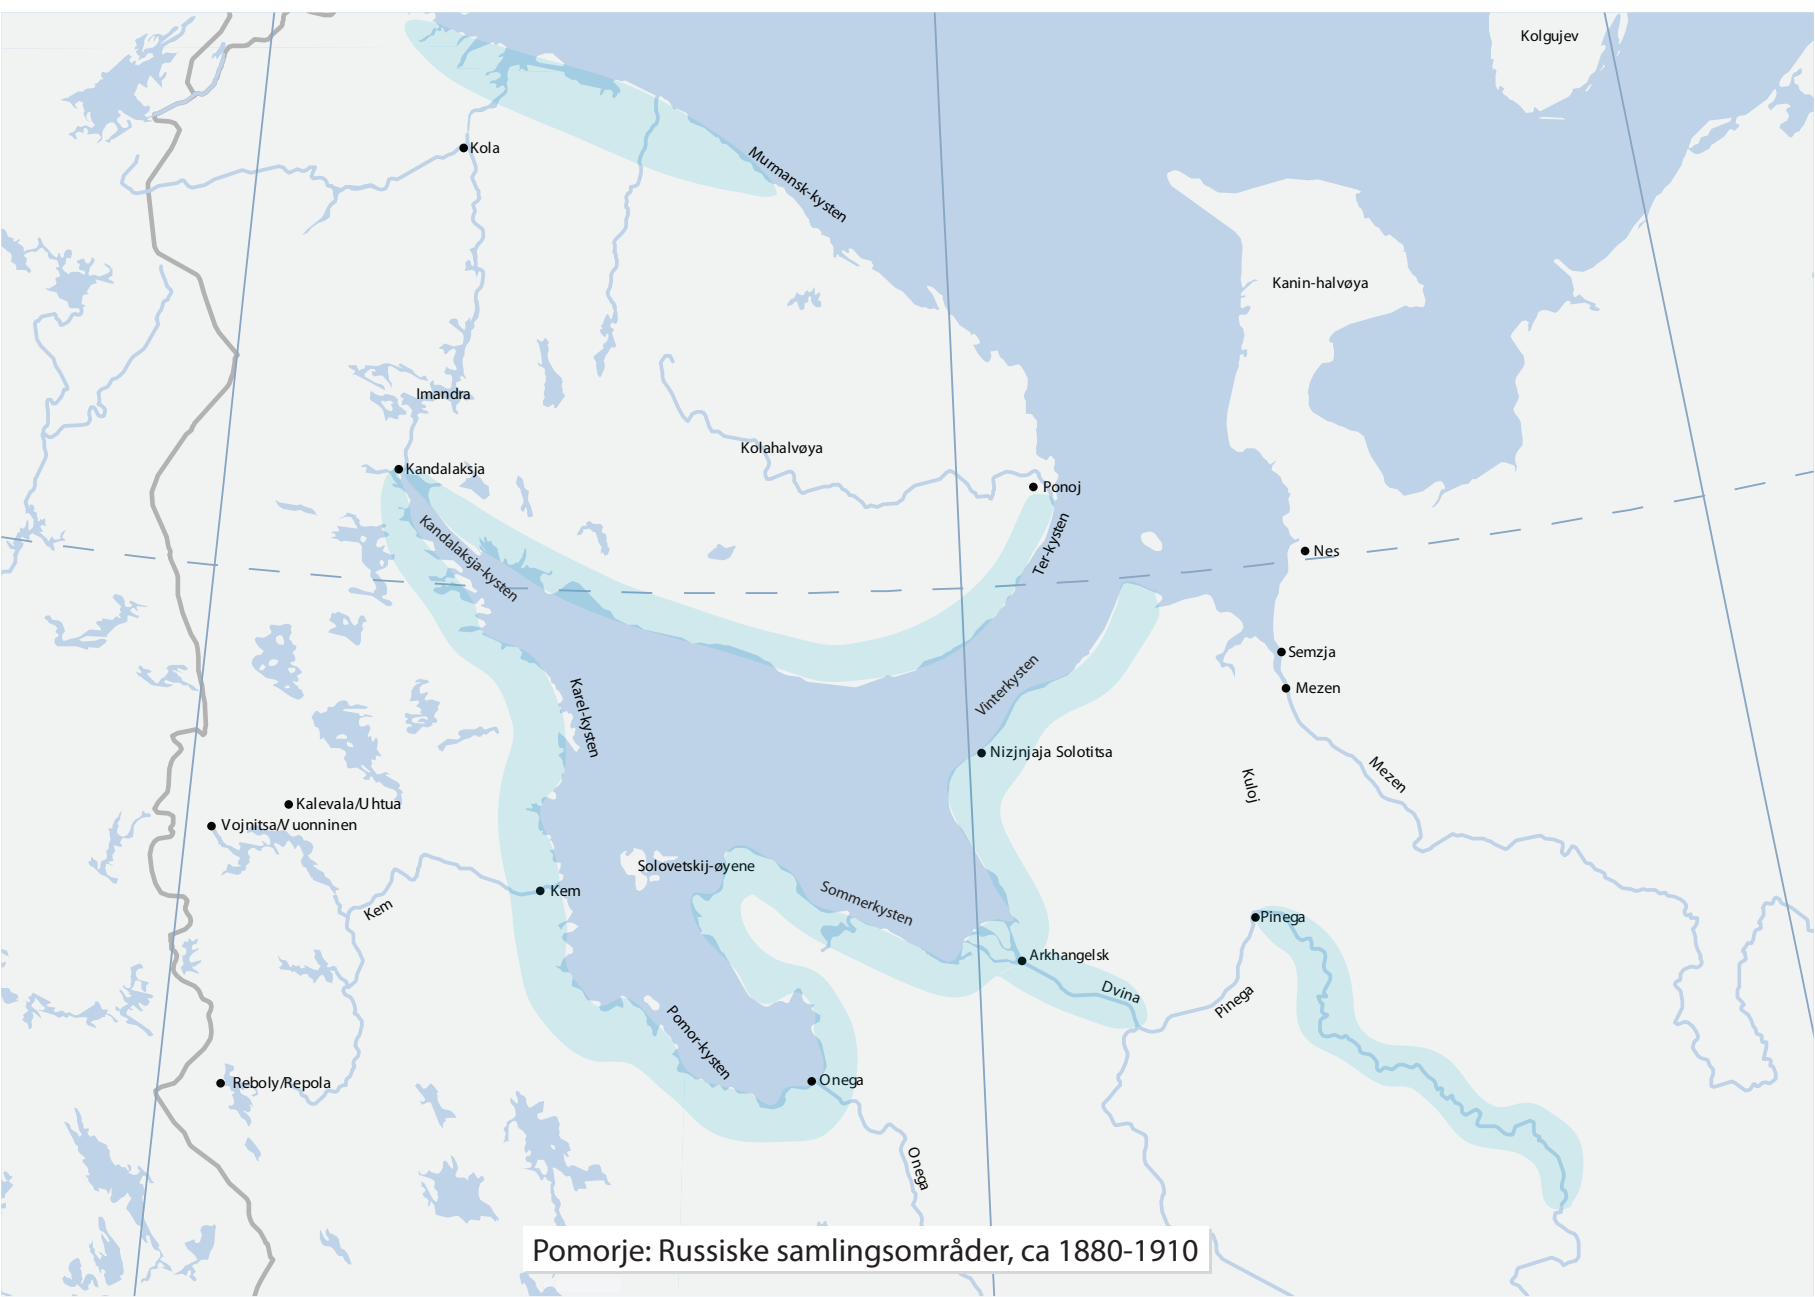 Kolgujev
Kola
Murmansk-kysten
Kanin-halvøya
Imandra
Kolahalvøya
Kandalaksja
Ponoj
Kandalaksja-kysten
Ter-kysten
Nes
Semzja
Vinterkysten
Mezen
Karel-kysten
Nizjnjaja Solotitsa
Mezen
Kuloj
Kalevala/Uhtua
Vojnitsa/Vuonninen
Solovetskij-øyene
Kem
Sommerkysten
Kem
Pinega
Arkhangelsk
Dvina
Pinega
Pomor-kysten
Reboly/Repola
Onega
Onega
Pomorje: Russiske samlingsområder, ca 1880-1910